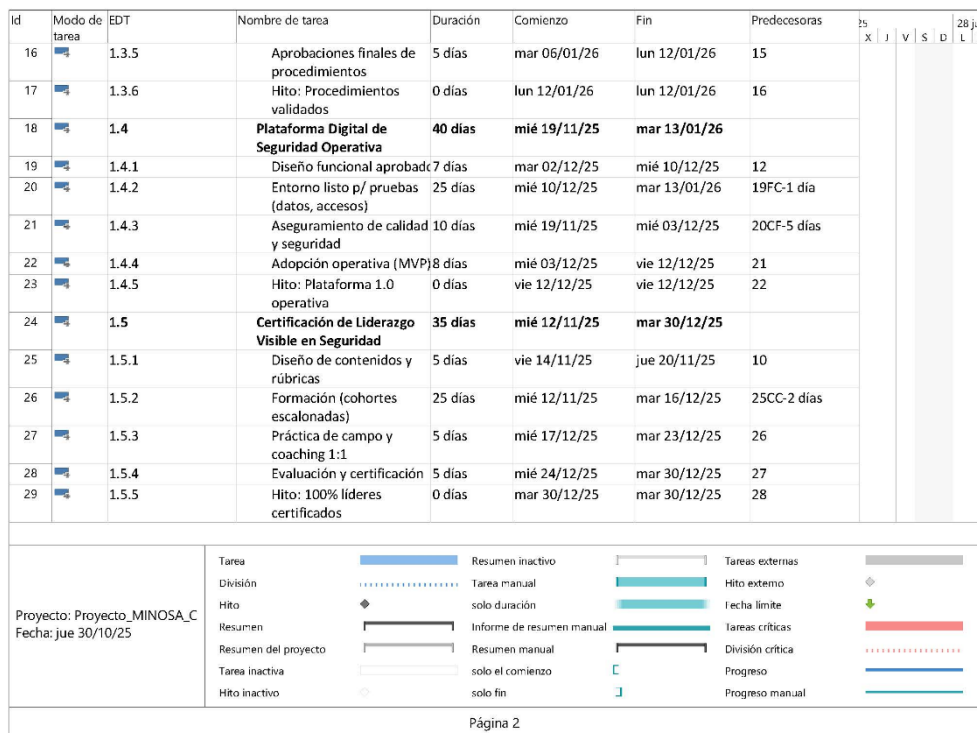 Id Modo de tarea EDT Nombre de tarea Duración Comienzo Fin Predecesoras
25 28 ju
X J V S D L
16 1.3.5 Aprobaciones finales de procedimientos 5 días mar 06/01/26 lun 12/01/26 15
17 1.3.6 Hito: Procedimientos validados 0 días lun 12/01/26 lun 12/01/26 16
18 1.4 Plataforma Digital de Seguridad Operativa 40 días mié 19/11/25 mar 13/01/26
19 1.4.1 Diseño funcional aprobado 7 días mar 02/12/25 mié 10/12/25 12
20 1.4.2 Entorno listo p/ pruebas (datos, accesos) 25 días mié 10/12/25 mar 13/01/26 19FC-1 día
21 1.4.3 Aseguramiento de calidad y seguridad 10 días mié 19/11/25 mié 03/12/25 20CF-5 días
22 1.4.4 Adopción operativa (MVP) 8 días mié 03/12/25 vie 12/12/25 21
23 1.4.5 Hito: Plataforma 1.0 operativa 0 días vie 12/12/25 vie 12/12/25 22
24 1.5 Certificación de Liderazgo Visible en Seguridad 35 días mié 12/11/25 mar 30/12/25
25 1.5.1 Diseño de contenidos y rúbricas 5 días vie 14/11/25 jue 20/11/25 10
26 1.5.2 Formación (cohortes escalonadas) 25 días mié 12/11/25 mar 16/12/25 25CC-2 días
27 1.5.3 Práctica de campo y coaching 1:1 5 días mié 17/12/25 mar 23/12/25 26
28 1.5.4 Evaluación y certificación 5 días mié 24/12/25 mar 30/12/25 27
29 1.5.5 Hito: 100% líderes certificados 0 días mar 30/12/25 mar 30/12/25 28
Proyecto: Proyecto_MINOSA_C
Fecha: jue 30/10/25
Tarea Resumen inactivo Tareas externas
División Tarea manual Hito externo
Hito solo duración Fecha límite
Resumen Informe de resumen manual Tareas críticas
Resumen del proyecto Resumen manual División crítica
Tarea inactiva solo el comienzo Progreso
Hito inactivo solo fin Progreso manual
Página 2